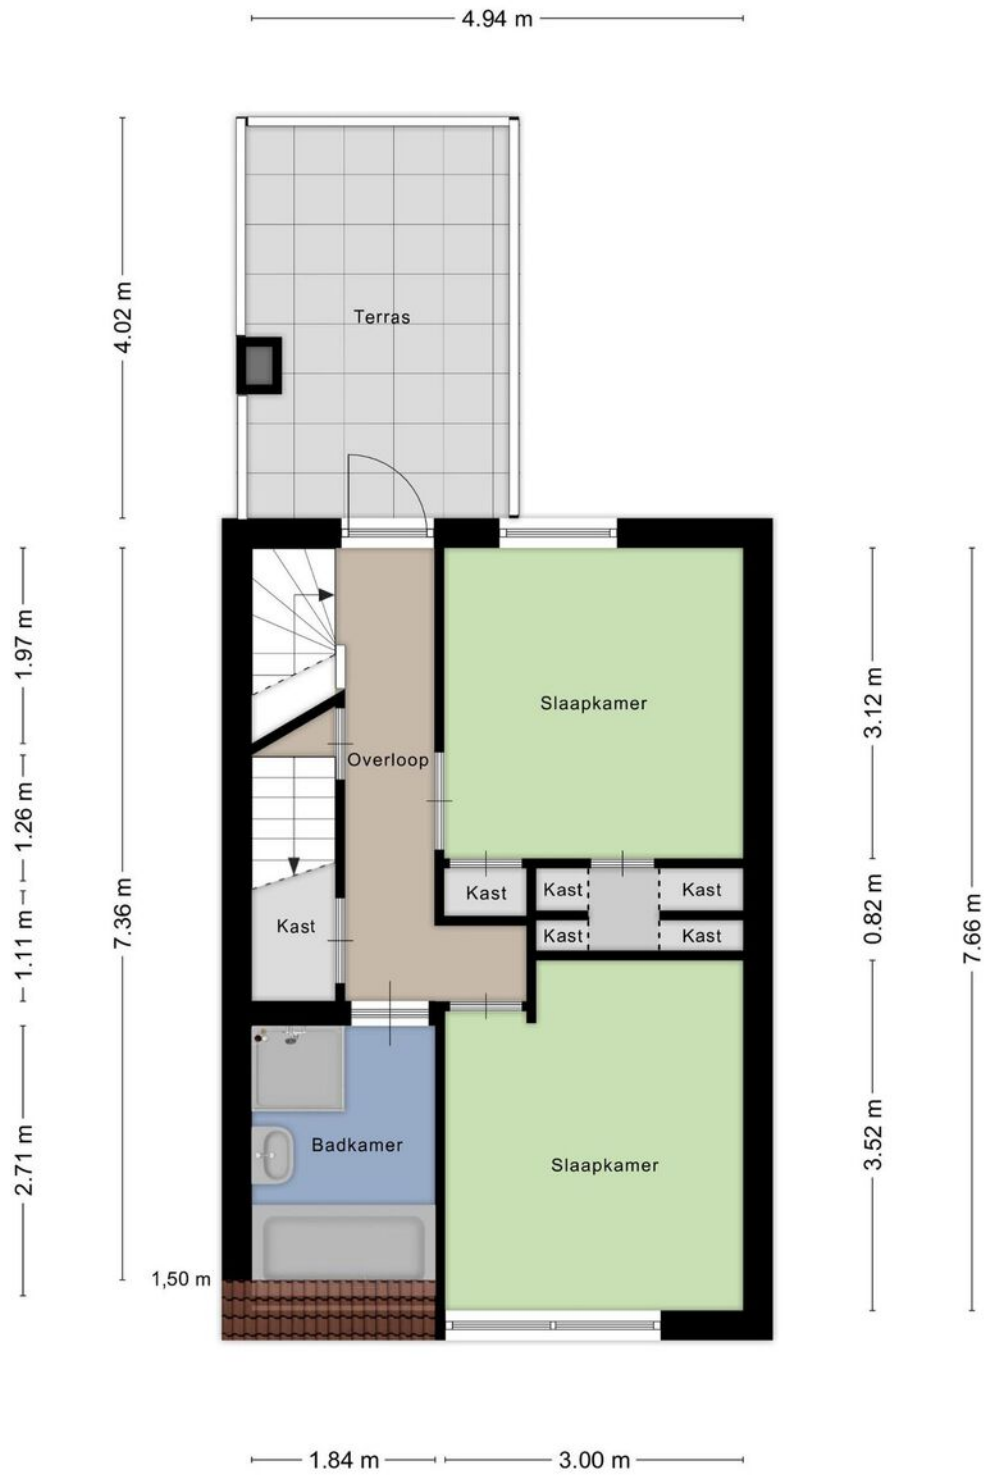 4.94 m
4.02 m
Terras
1.97 m
3.12 m
Slaapkamer
Overloop
1.26 m
7.36 m
0.82 m
7.66 m
Kast
Kast
Kast
Kast
Kast
Kast
1.11 m
3.52 m
2.71 m
Badkamer
Slaapkamer
1,50 m
1.84 m
3.00 m